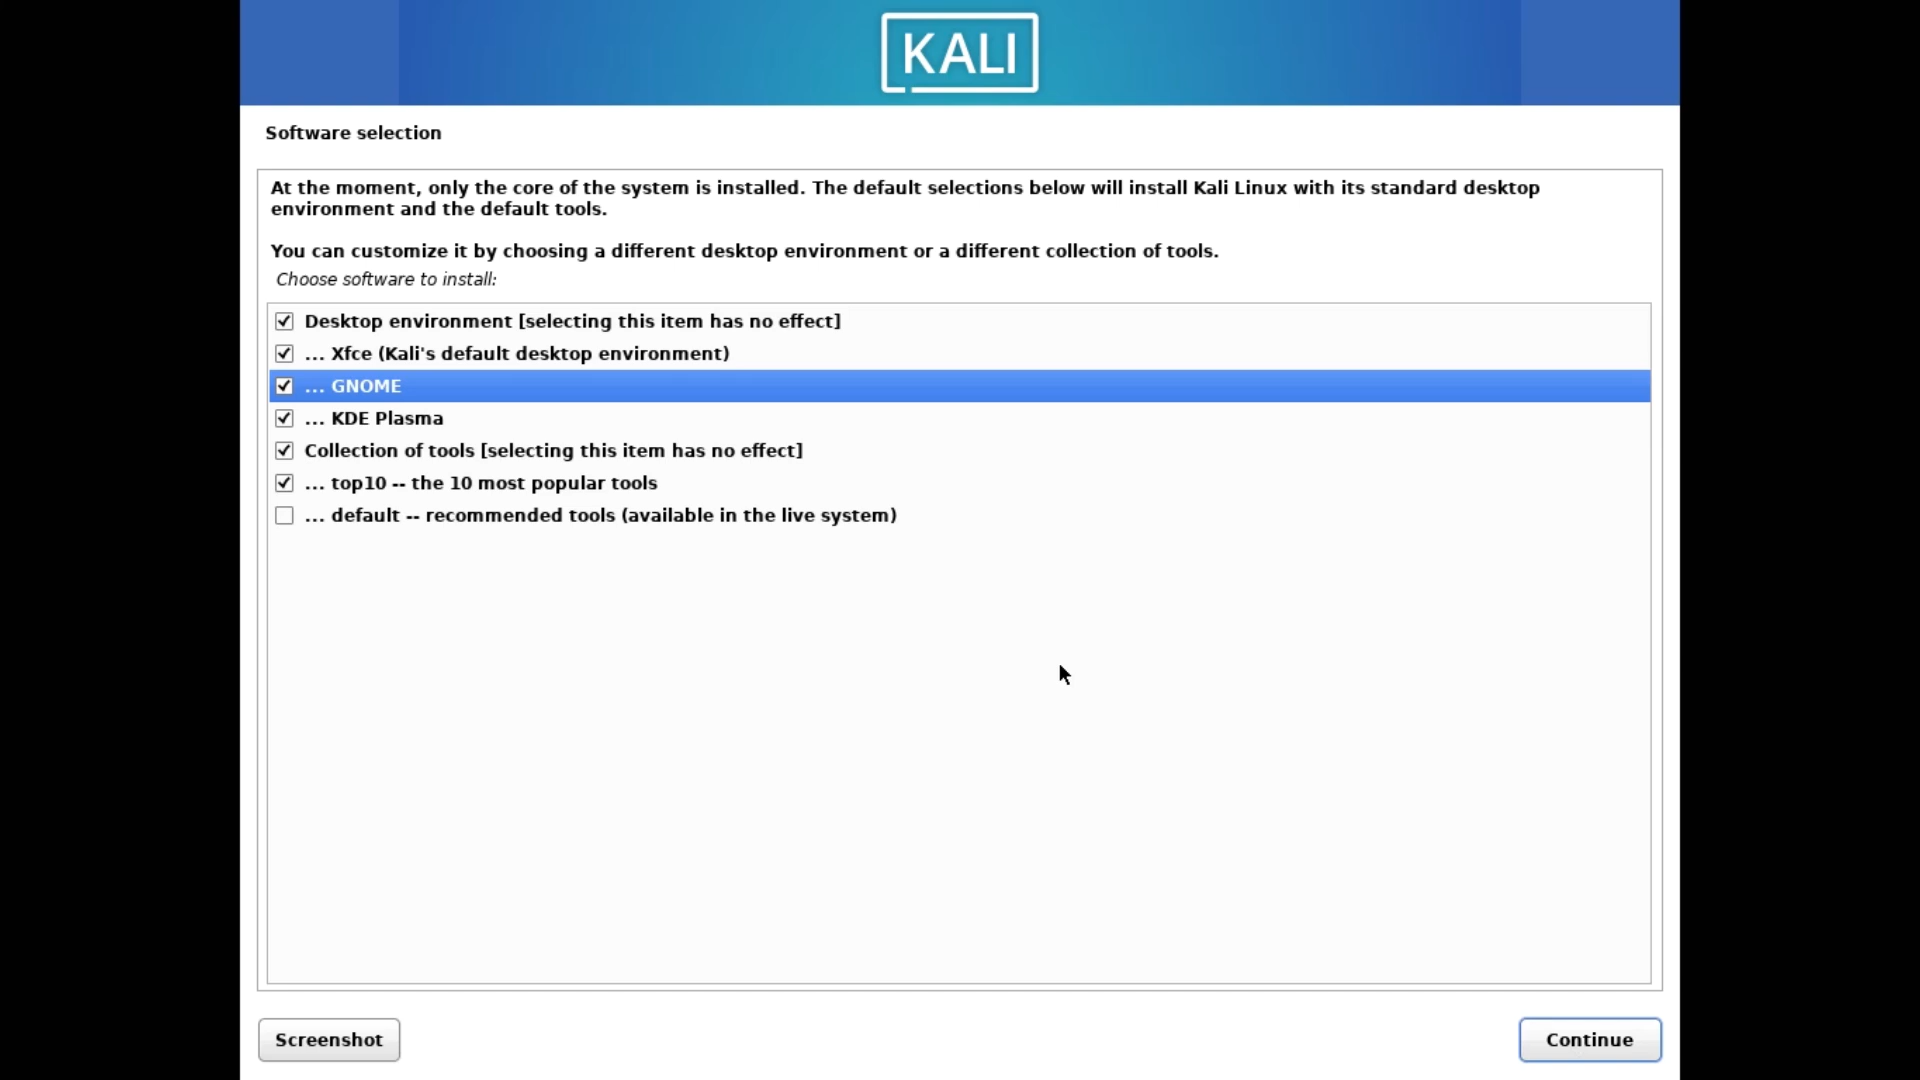 KALI
Software selection
At the moment, only the core of the system is installed. The default selections below will install Kali Linux with its standard desktop
environment and the default tools.
You can customize it by choosing a different desktop environment or a different collection of tools.
Choose software to install:
Desktop environment [selecting this item has no effect]
... Xfce (Kali's default desktop environment)
... GNOME
... KDE Plasma
Collection of tools [selecting this item has no effect]
... top10 -- the 10 most popular tools
... default -- recommended tools (available in the live system)
Screenshot
Continue